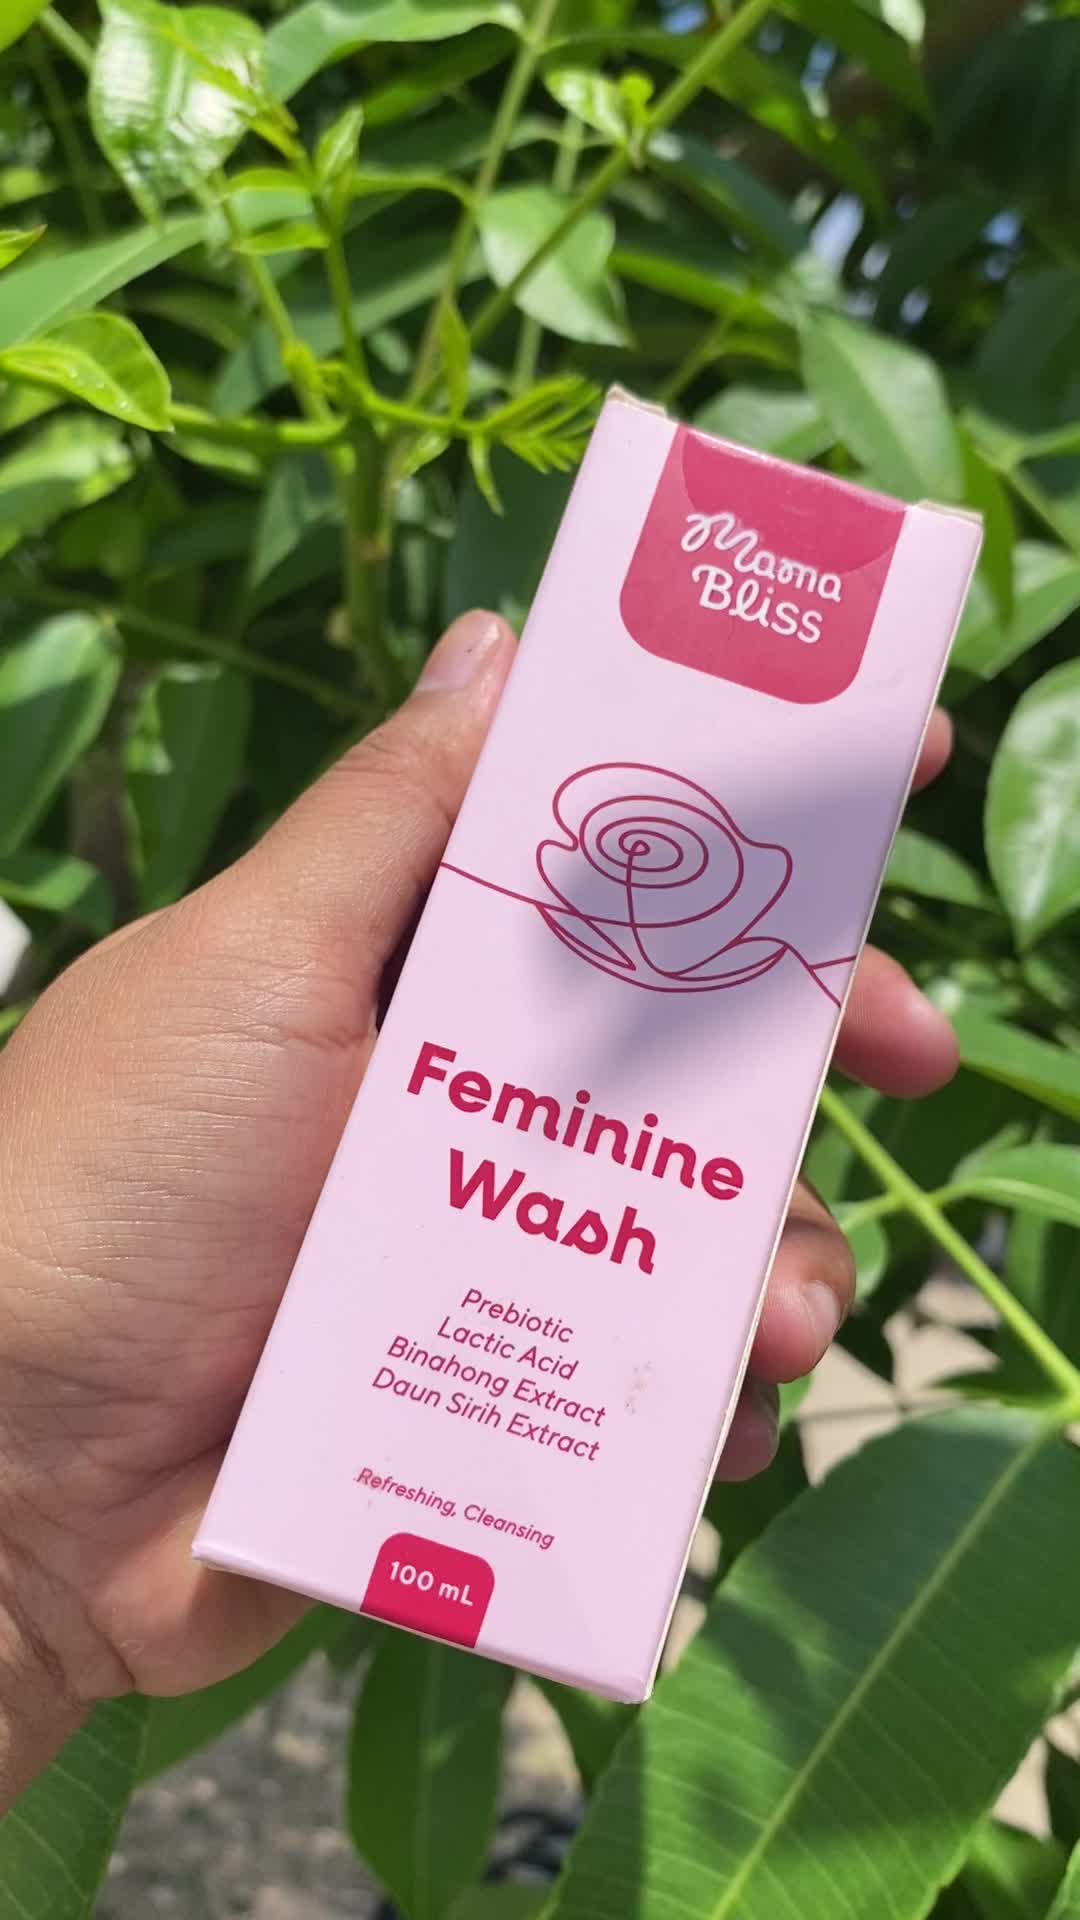 Mama
Bliss
Feminine
Wash
Prebiotic
Lactic Acid
Binahong Extract
Daun Sirih Extract
Refreshing, Cleansing
100 mL